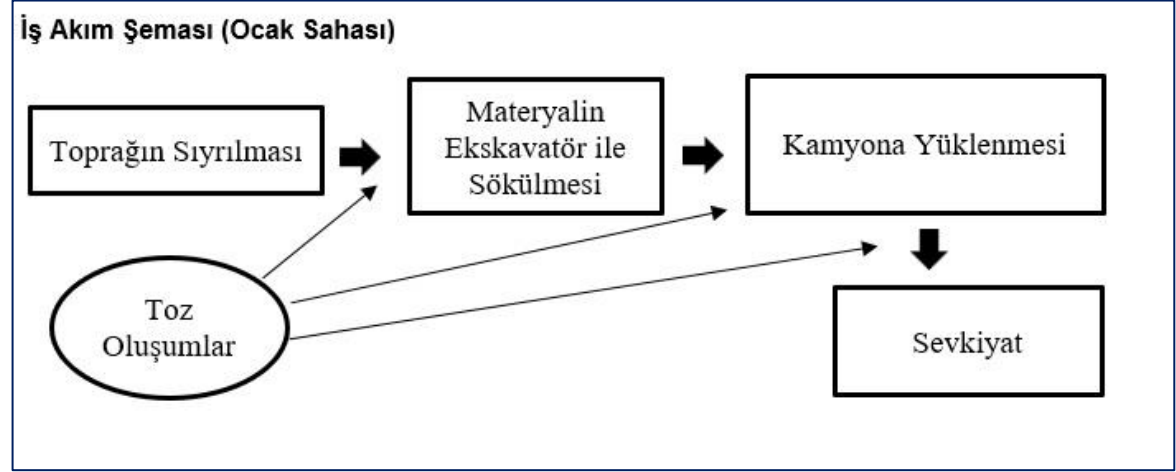 İş Akım Şeması (Ocak Sahası)
Toprağın Sıyrılması
Materyalin
Ekskavatör ile
Sökülmesi
Kamyona Yüklenmesi
Toz
Oluşumlar
Sevkiyat